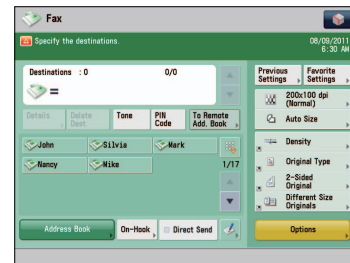 Fax
Specify the destinations.
08/09/2011
6:30 AM
Destinations : 0
0/0
=
Details
Delete Dest.
Tone
PIN Code
To Remote Add. Book
John
Silvia
Mark
Nancy
Mike
1/17
Address Book
On-Hook
Direct Send
Previous Settings
Favorite Settings
200x100 dpi
(Normal)
Auto Size
Density
Original Type
2-Sided
Original
Different Size
Originals
Options